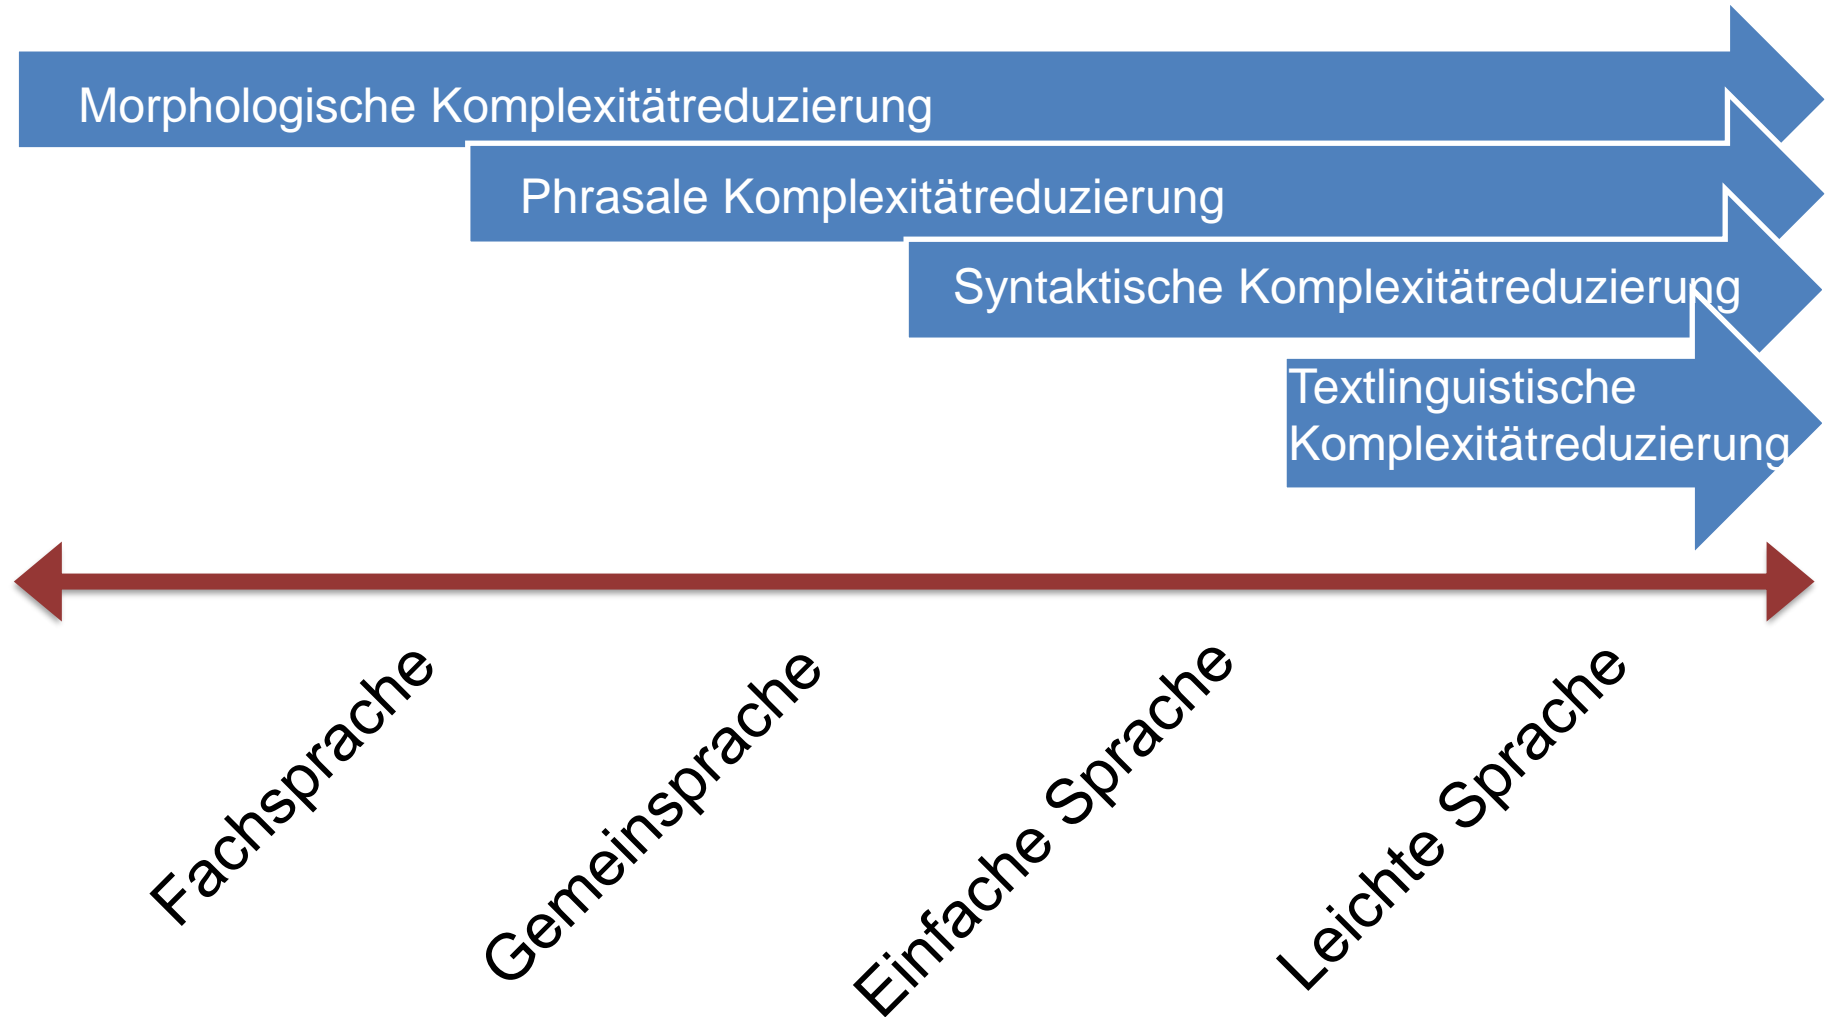 Morphologische Komplexitätreduzierung
Phrasale Komplexitätreduzierung
Syntaktische Komplexitätreduzierung
Textlinguistische
Komplexitätreduzierung
Fachsprache
Gemeinsprache
Einfache Sprache
Leichte Sprache